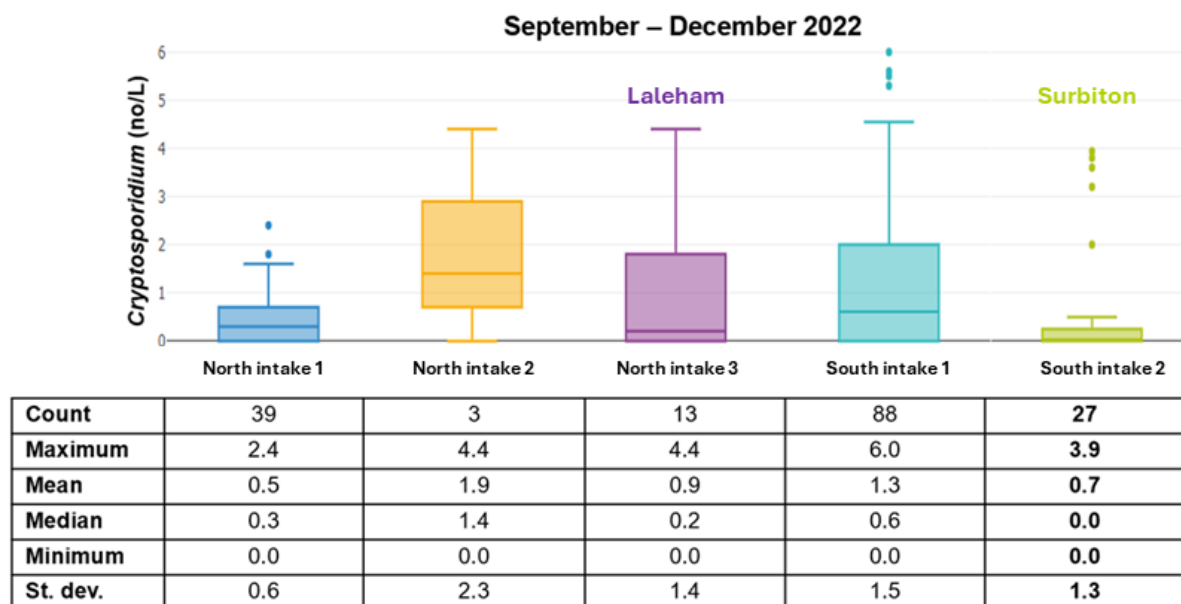 September – December 2022
Cryptosporidium (no/L)
6
5
4
3
2
1
0
Laleham
Surbiton
North intake 1 North intake 2 North intake 3 South intake 1 South intake 2
Count 39 3 13 88 27
Maximum 2.4 4.4 4.4 6.0 3.9
Mean 0.5 1.9 0.9 1.3 0.7
Median 0.3 1.4 0.2 0.6 0.0
Minimum 0.0 0.0 0.0 0.0 0.0
St. dev. 0.6 2.3 1.4 1.5 1.3